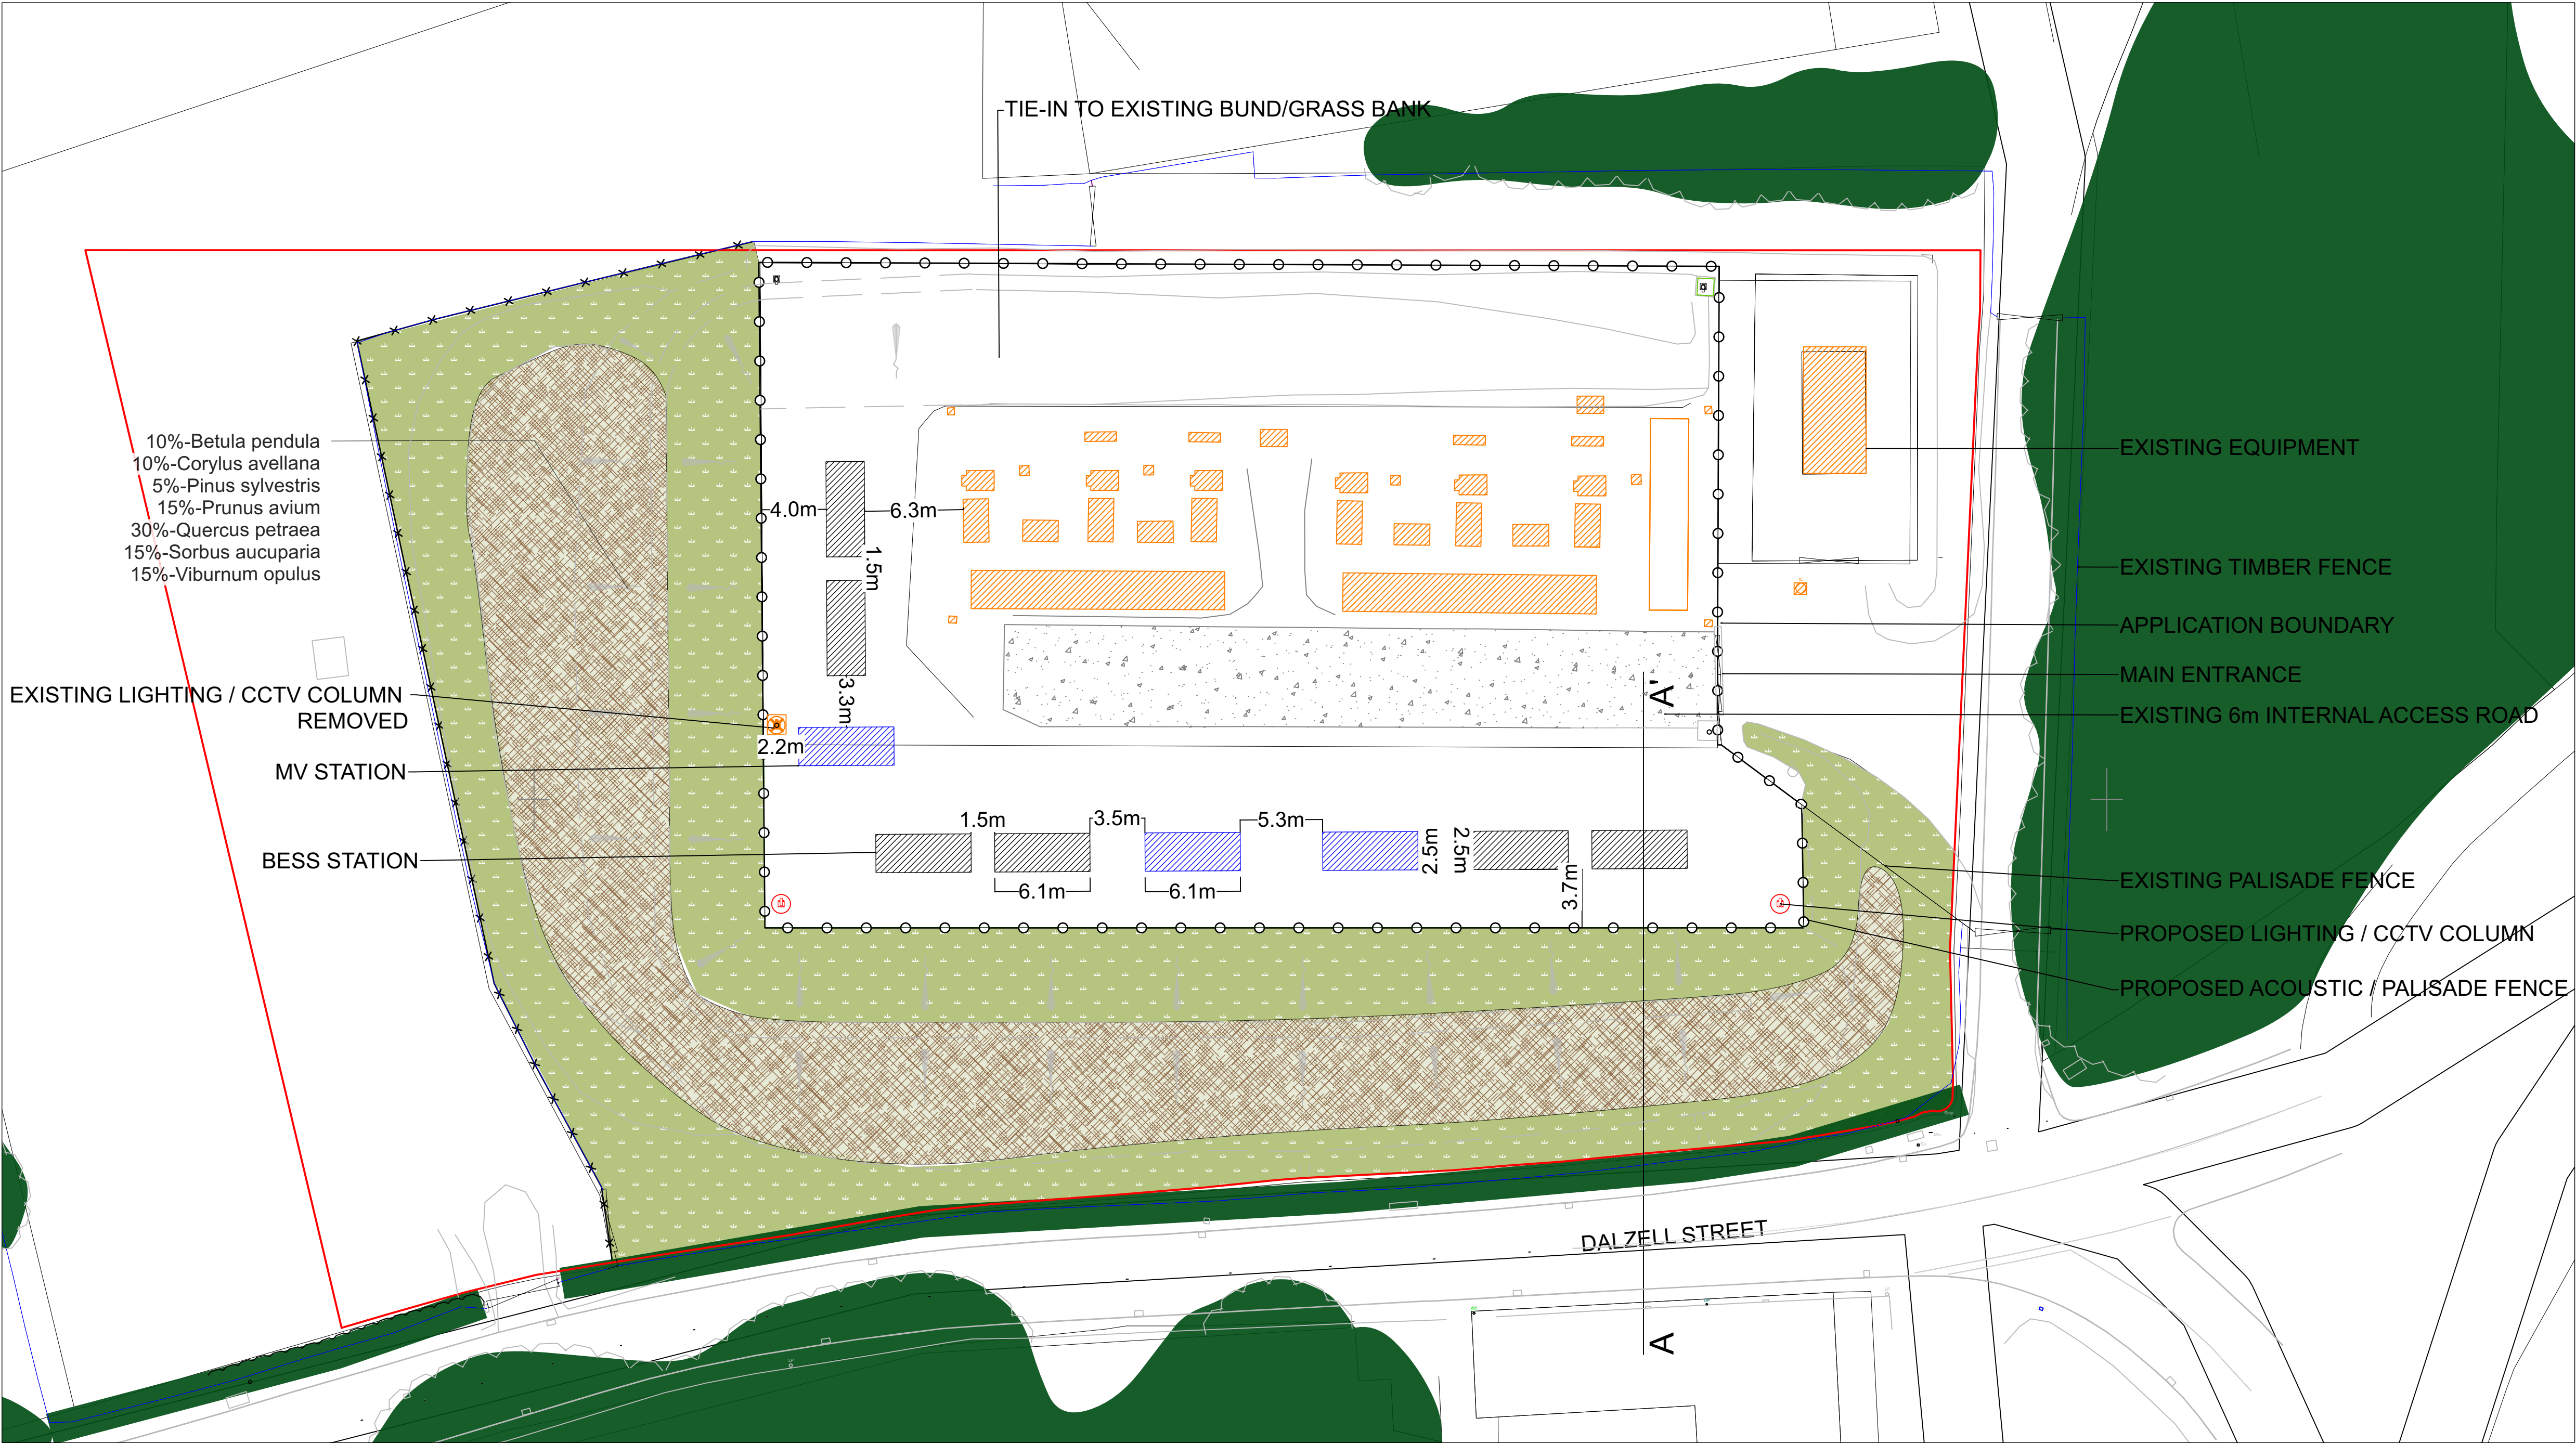 TIE-IN TO EXISTING BUND/GRASS BANK
10%-Betula pendula
10%-Corylus avellana
5%-Pinus sylvestris
15%-Prunus avium
30%-Quercus petraea
15%-Sorbus aucuparia
15%-Viburnum opulus
EXISTING LIGHTING / CCTV COLUMN
REMOVED
MV STATION
BESS STATION
4.0m
6.3m
1.5m
3.3m
2.2m
1.5m
3.5m
5.3m
2.5m
2.5m
6.1m
6.1m
3.7m
A'
A
EXISTING EQUIPMENT
EXISTING TIMBER FENCE
APPLICATION BOUNDARY
MAIN ENTRANCE
EXISTING 6m INTERNAL ACCESS ROAD
EXISTING PALISADE FENCE
PROPOSED LIGHTING / CCTV COLUMN
PROPOSED ACOUSTIC / PALISADE FENCE
DALZELL STREET
LP